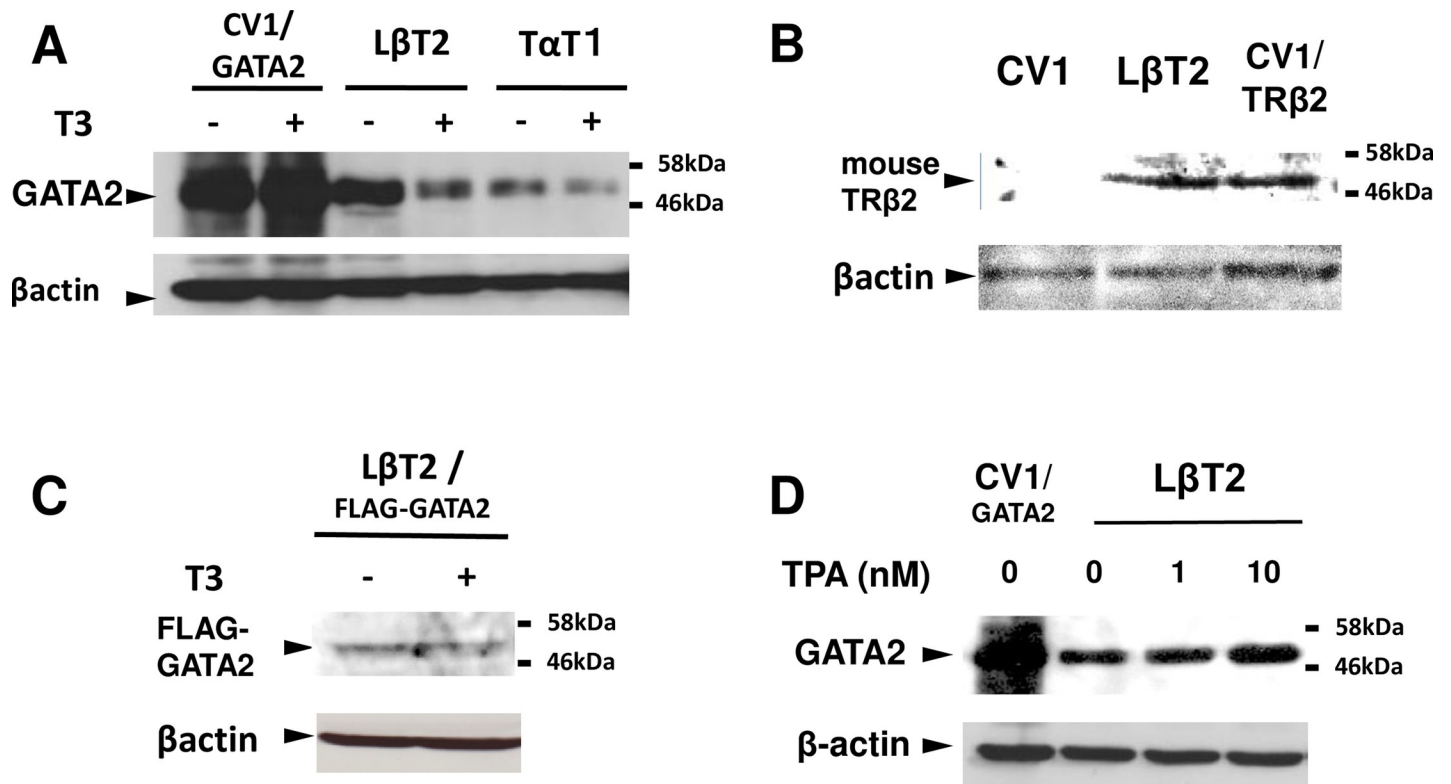 A
CV1/
GATA2
LβT2
TαT1
T3
- + - + - +
GATA2
58kDa
46kDa
βactin
B
CV1
LβT2
CV1/
TRβ2
mouse
TRβ2
58kDa
46kDa
βactin
C
LβT2 /
FLAG-GATA2
T3
- +
FLAG-
GATA2
58kDa
46kDa
βactin
D
CV1/
GATA2
LβT2
TPA (nM) 0 0 1 10
GATA2
58kDa
46kDa
β-actin